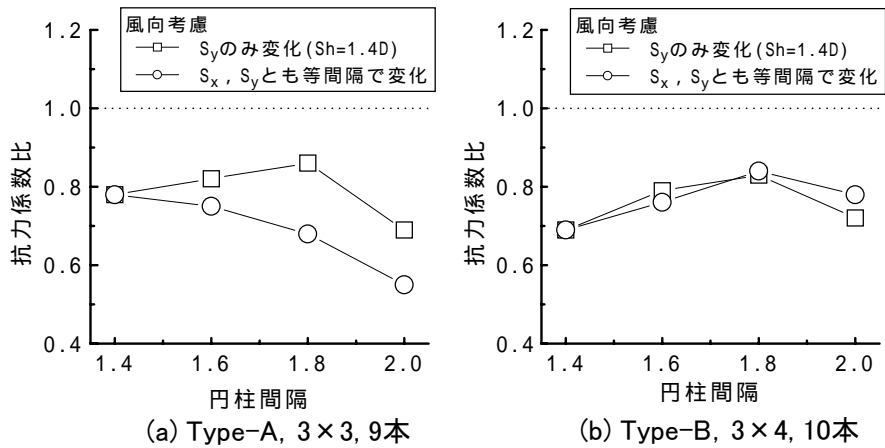 風向考慮
Syのみ変化(Sh=1.4D)
Sx,Syとも等間隔で変化
1.2
1.0
0.8
0.6
0.4
抗力係数比
1.4 1.6 1.8 2.0
円柱間隔
(a) Type-A, 3×3, 9本
風向考慮
Syのみ変化(Sh=1.4D)
Sx,Syとも等間隔で変化
1.2
1.0
0.8
0.6
0.4
抗力係数比
1.4 1.6 1.8 2.0
円柱間隔
(b) Type-B, 3×4, 10本